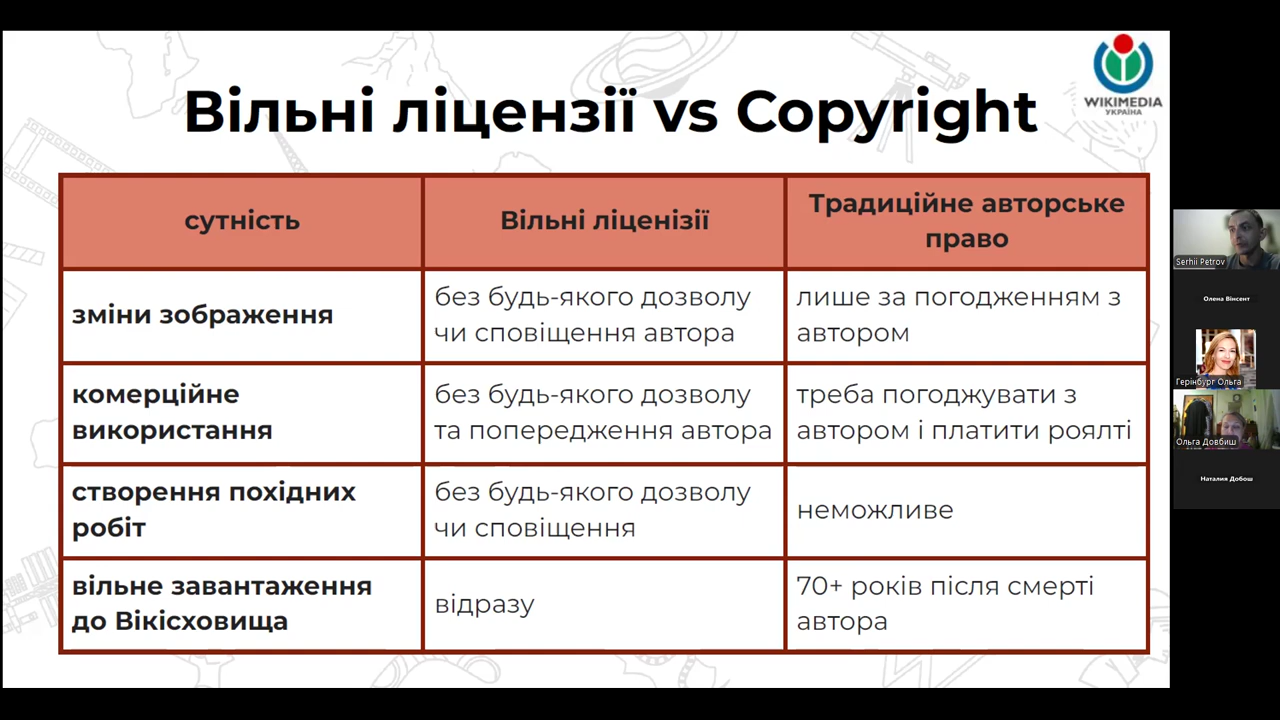 Вільні ліцензії vs Copyright
WIKIMEDIA
УКРАЇНА
сутність
Вільні ліценізії
Традиційне авторське
право
зміни зображення
без будь-якого дозволу
чи сповіщення автора
лише за погодженням з
автором
комерційне
використання
без будь-якого дозволу
та попередження автора
треба погоджувати з
автором і платити роялті
створення похідних
робіт
без будь-якого дозволу
чи сповіщення
неможливе
вільне завантаження
до Вікісховища
відразу
70+ років після смерті
автора
Serhii Petrov
Олена Вінсент
Герінбург Ольга
Ольга Довбиш
Наталия Добош